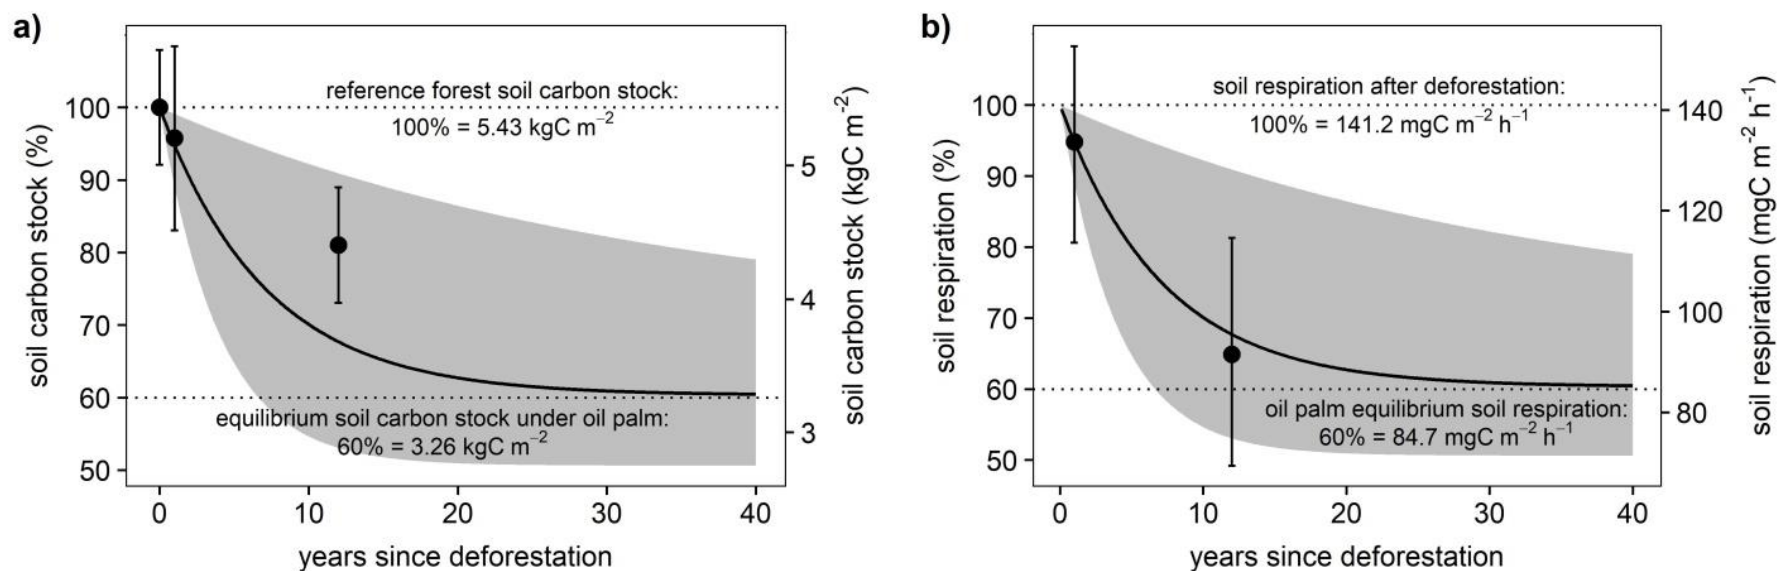 a)
reference forest soil carbon stock:
100% = 5.43 kgC m⁻²
equilibrium soil carbon stock under oil palm:
60% = 3.26 kgC m⁻²
soil carbon stock (%)
100
90
80
70
60
50
soil carbon stock (kgC m⁻²)
5
4
3
0 10 20 30 40
years since deforestation
b)
soil respiration after deforestation:
100% = 141.2 mgC m⁻² h⁻¹
oil palm equilibrium soil respiration:
60% = 84.7 mgC m⁻² h⁻¹
soil respiration (%)
100
90
80
70
60
50
soil respiration (mgC m⁻² h⁻¹)
140
120
100
80
0 10 20 30 40
years since deforestation